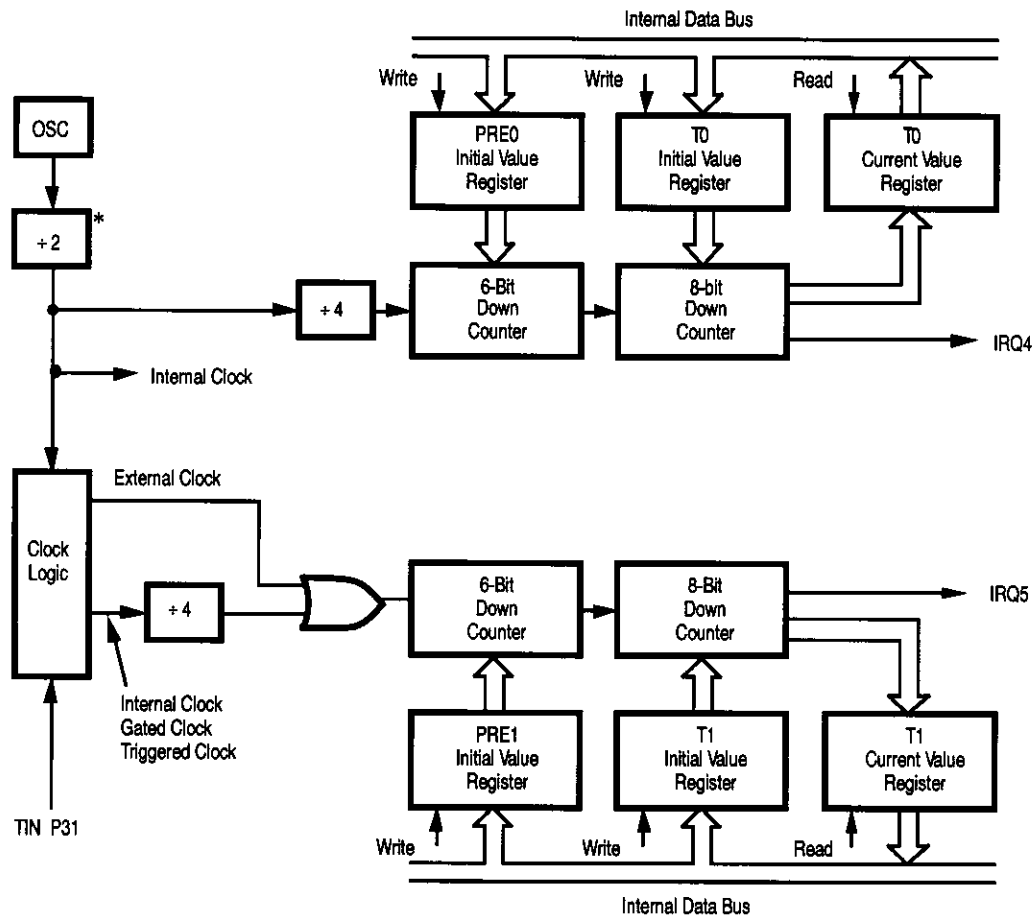 Internal Data Bus
Write
Write
Read
OSC
PRE0
Initial Value
Register
T0
Initial Value
Register
T0
Current Value
Register
÷ 2
*
÷ 4
6-Bit
Down
Counter
8-bit
Down
Counter
IRQ4
Internal Clock
External Clock
Clock
Logic
÷ 4
6-Bit
Down
Counter
8-Bit
Down
Counter
IRQ5
Internal Clock
Gated Clock
Triggered Clock
PRE1
Initial Value
Register
T1
Initial Value
Register
T1
Current Value
Register
TIN P31
Write
Write
Read
Internal Data Bus